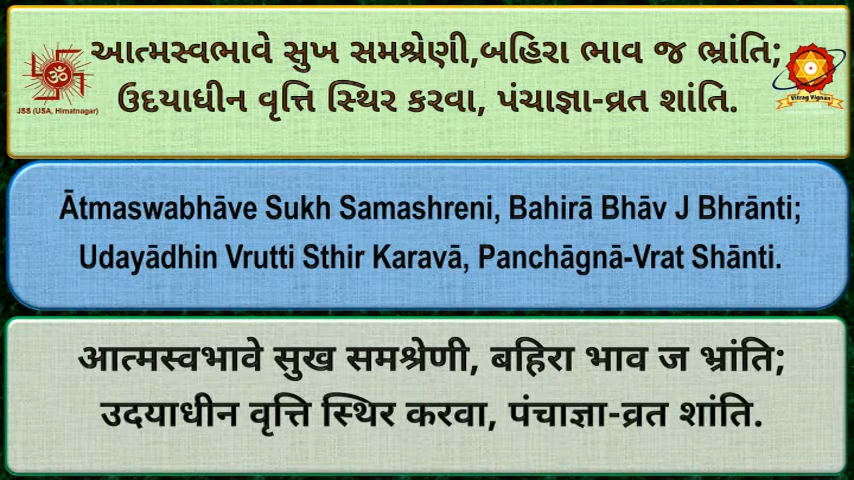 આત્મસ્વભાવે સુખ સમશ્રેણી,બહિરા ભાવ જ ભ્રાંતિ;
ઉદયાધીન વૃત્તિ સ્થિર કરવા, પંચાજ્ઞા-વ્રત શાંતિ.
JSS (USA, Himatnagar)
Vitrag Vignan
Ātmaswabhāve Sukh Samashreni, Bahirā Bhāv J Bhrānti;
Udayādhin Vrutti Sthir Karavā, Panchāgnā-Vrat Shānti.
आत्मस्वभावे सुख समश्रेणी, बहिरा भाव ज भ्रांति;
उदयाधीन वृत्ति स्थिर करवा, पंचाज्ञा-व्रत शांति.